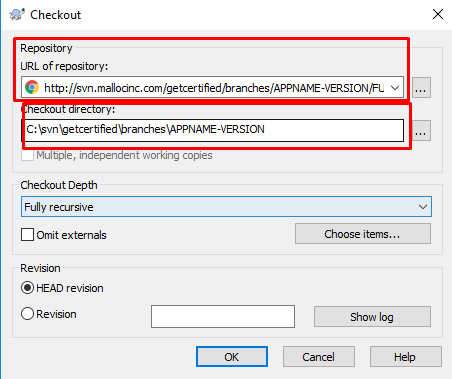 Checkout
Repository
URL of repository:
http://svn.mallocinc.com/getcertified/branches/APPNAME-VERSION/FU
...
Checkout directory:
C:\svn\getcertified\branches\APPNAME-VERSION
...
Multiple, independent working copies
Checkout Depth
Fully recursive
Omit externals
Choose items...
Revision
HEAD revision
Revision
Show log
OK
Cancel
Help